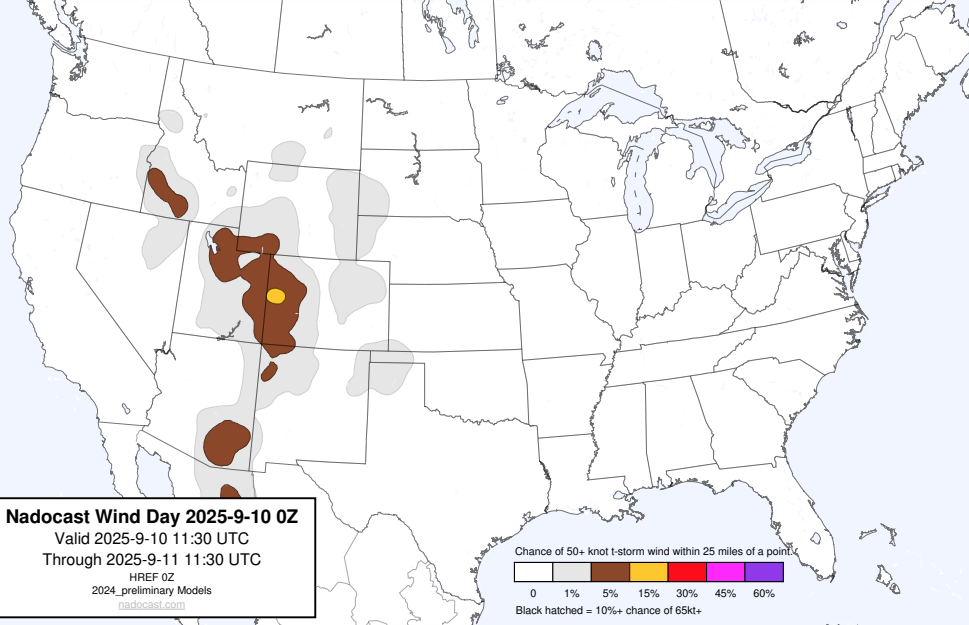 Nadocast Wind Day 2025-9-10 0Z
Valid 2025-9-10 11:30 UTC
Through 2025-9-11 11:30 UTC
HREF 0Z
2024_preliminary Models
nadocast.com
Chance of 50+ knot t-storm wind within 25 miles of a point.
0 1% 5% 15% 30% 45% 60%
Black hatched = 10%+ chance of 65kt+